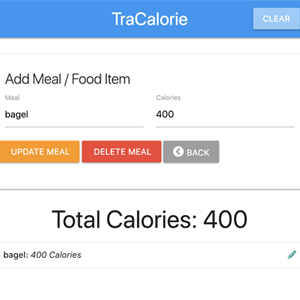 TraCalorie
CLEAR
Add Meal / Food Item
Meal Calories
bagel 400
UPDATE MEAL DELETE MEAL BACK
Total Calories: 400
bagel: 400 Calories